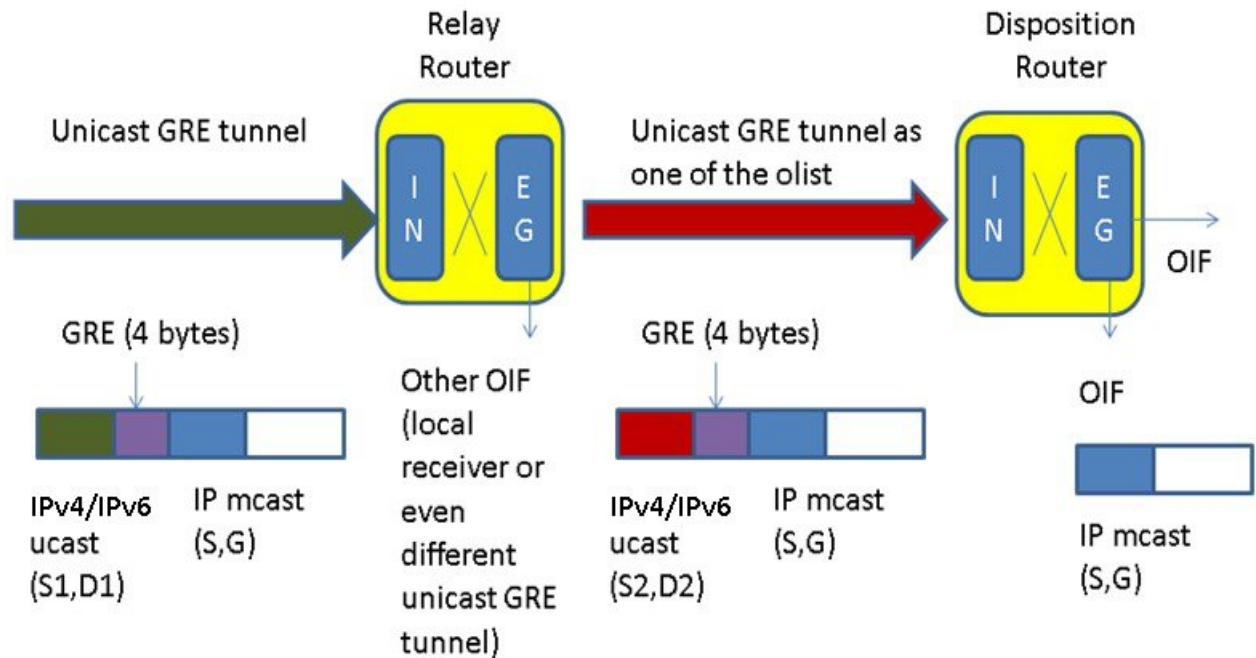 Relay
Router
Disposition
Router
Unicast GRE tunnel
Unicast GRE tunnel as
one of the olist
I
N
E
G
I
N
E
G
OIF
GRE (4 bytes)
GRE (4 bytes)
Other OIF
(local
receiver or
even
different
unicast GRE
tunnel)
OIF
IPv4/IPv6
ucast
(S1,D1)
IP mcast
(S,G)
IPv4/IPv6
ucast
(S2,D2)
IP mcast
(S,G)
IP mcast
(S,G)